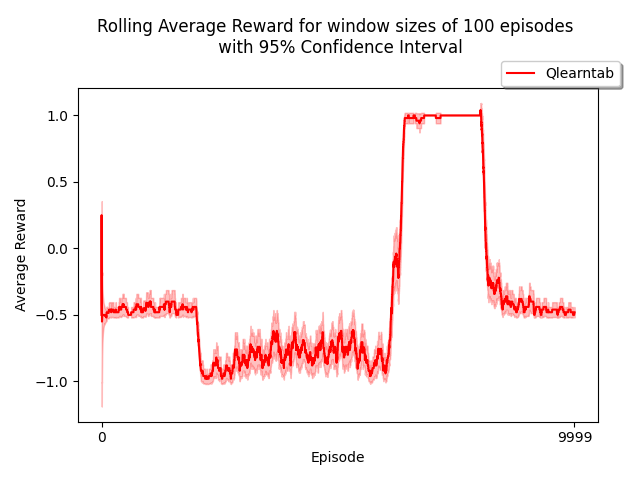 Rolling Average Reward for window sizes of 100 episodes
with 95% Confidence Interval
Qlearntab
1.0
0.5
0.0
−0.5
−1.0
Average Reward
0
9999
Episode